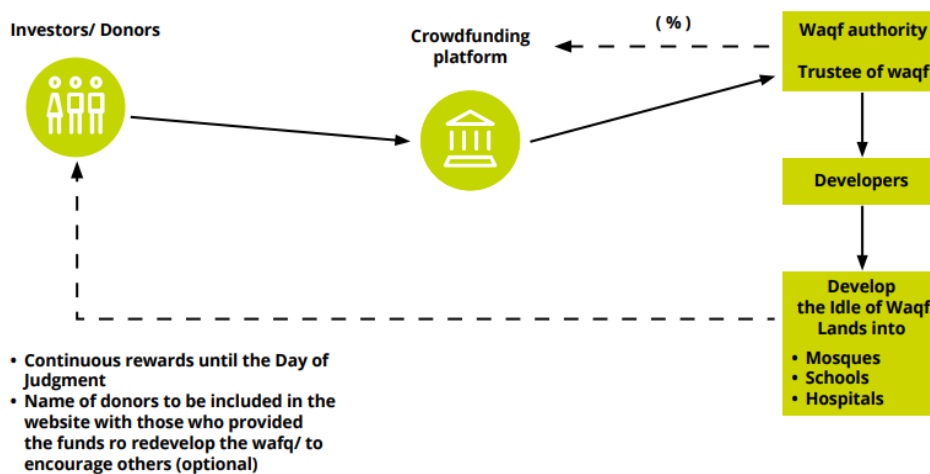 Investors/ Donors
Crowdfunding
platform
( % )
Waqf authority
Trustee of waqf
Developers
Develop
the Idle of Waqf
Lands into
• Mosques
• Schools
• Hospitals
• Continuous rewards until the Day of
Judgment
• Name of donors to be included in the
website with those who provided
the funds ro redevelop the wafq/ to
encourage others (optional)